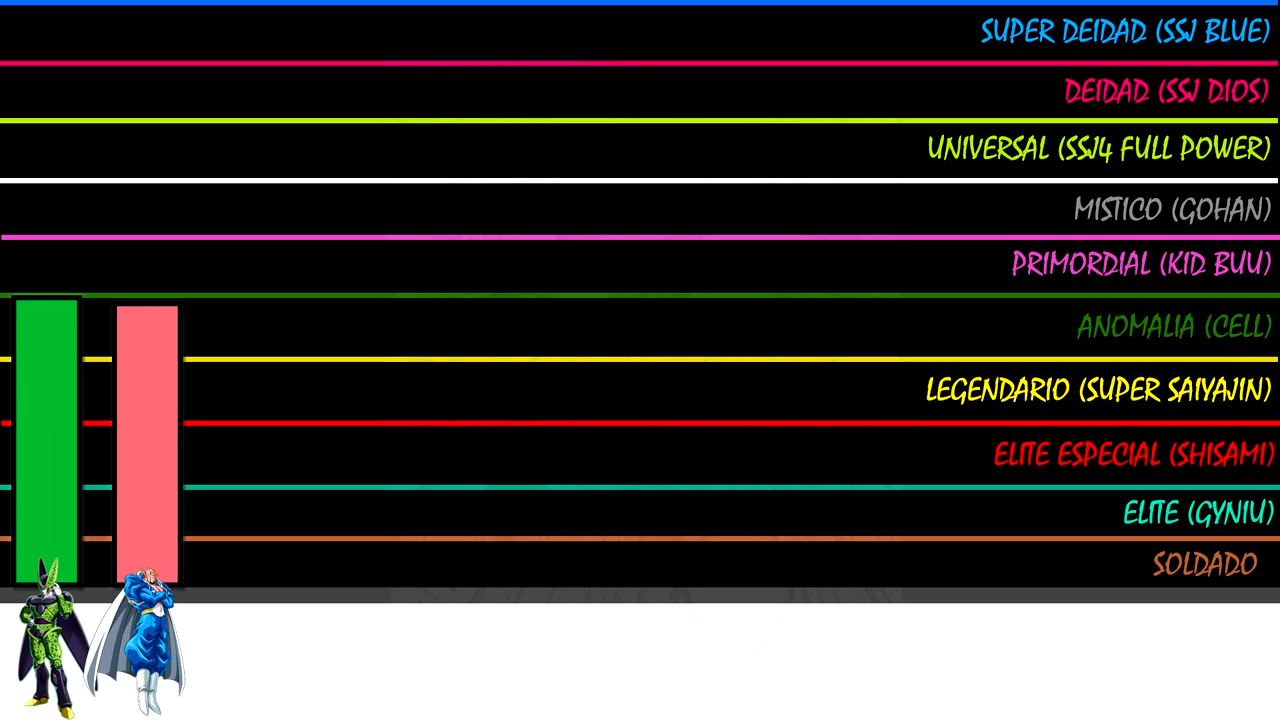 SUPER DEIDAD (SSJ BLUE)
DEIDAD (SSJ DIOS)
UNIVERSAL (SSJ4 FULL POWER)
MISTICO (GOHAN)
PRIMORDIAL (KID BUU)
ANOMALIA (CELL)
LEGENDARIO (SUPER SAIYAJIN)
ELITE ESPECIAL (SHISAMI)
ELITE (GYNIU)
SOLDADO